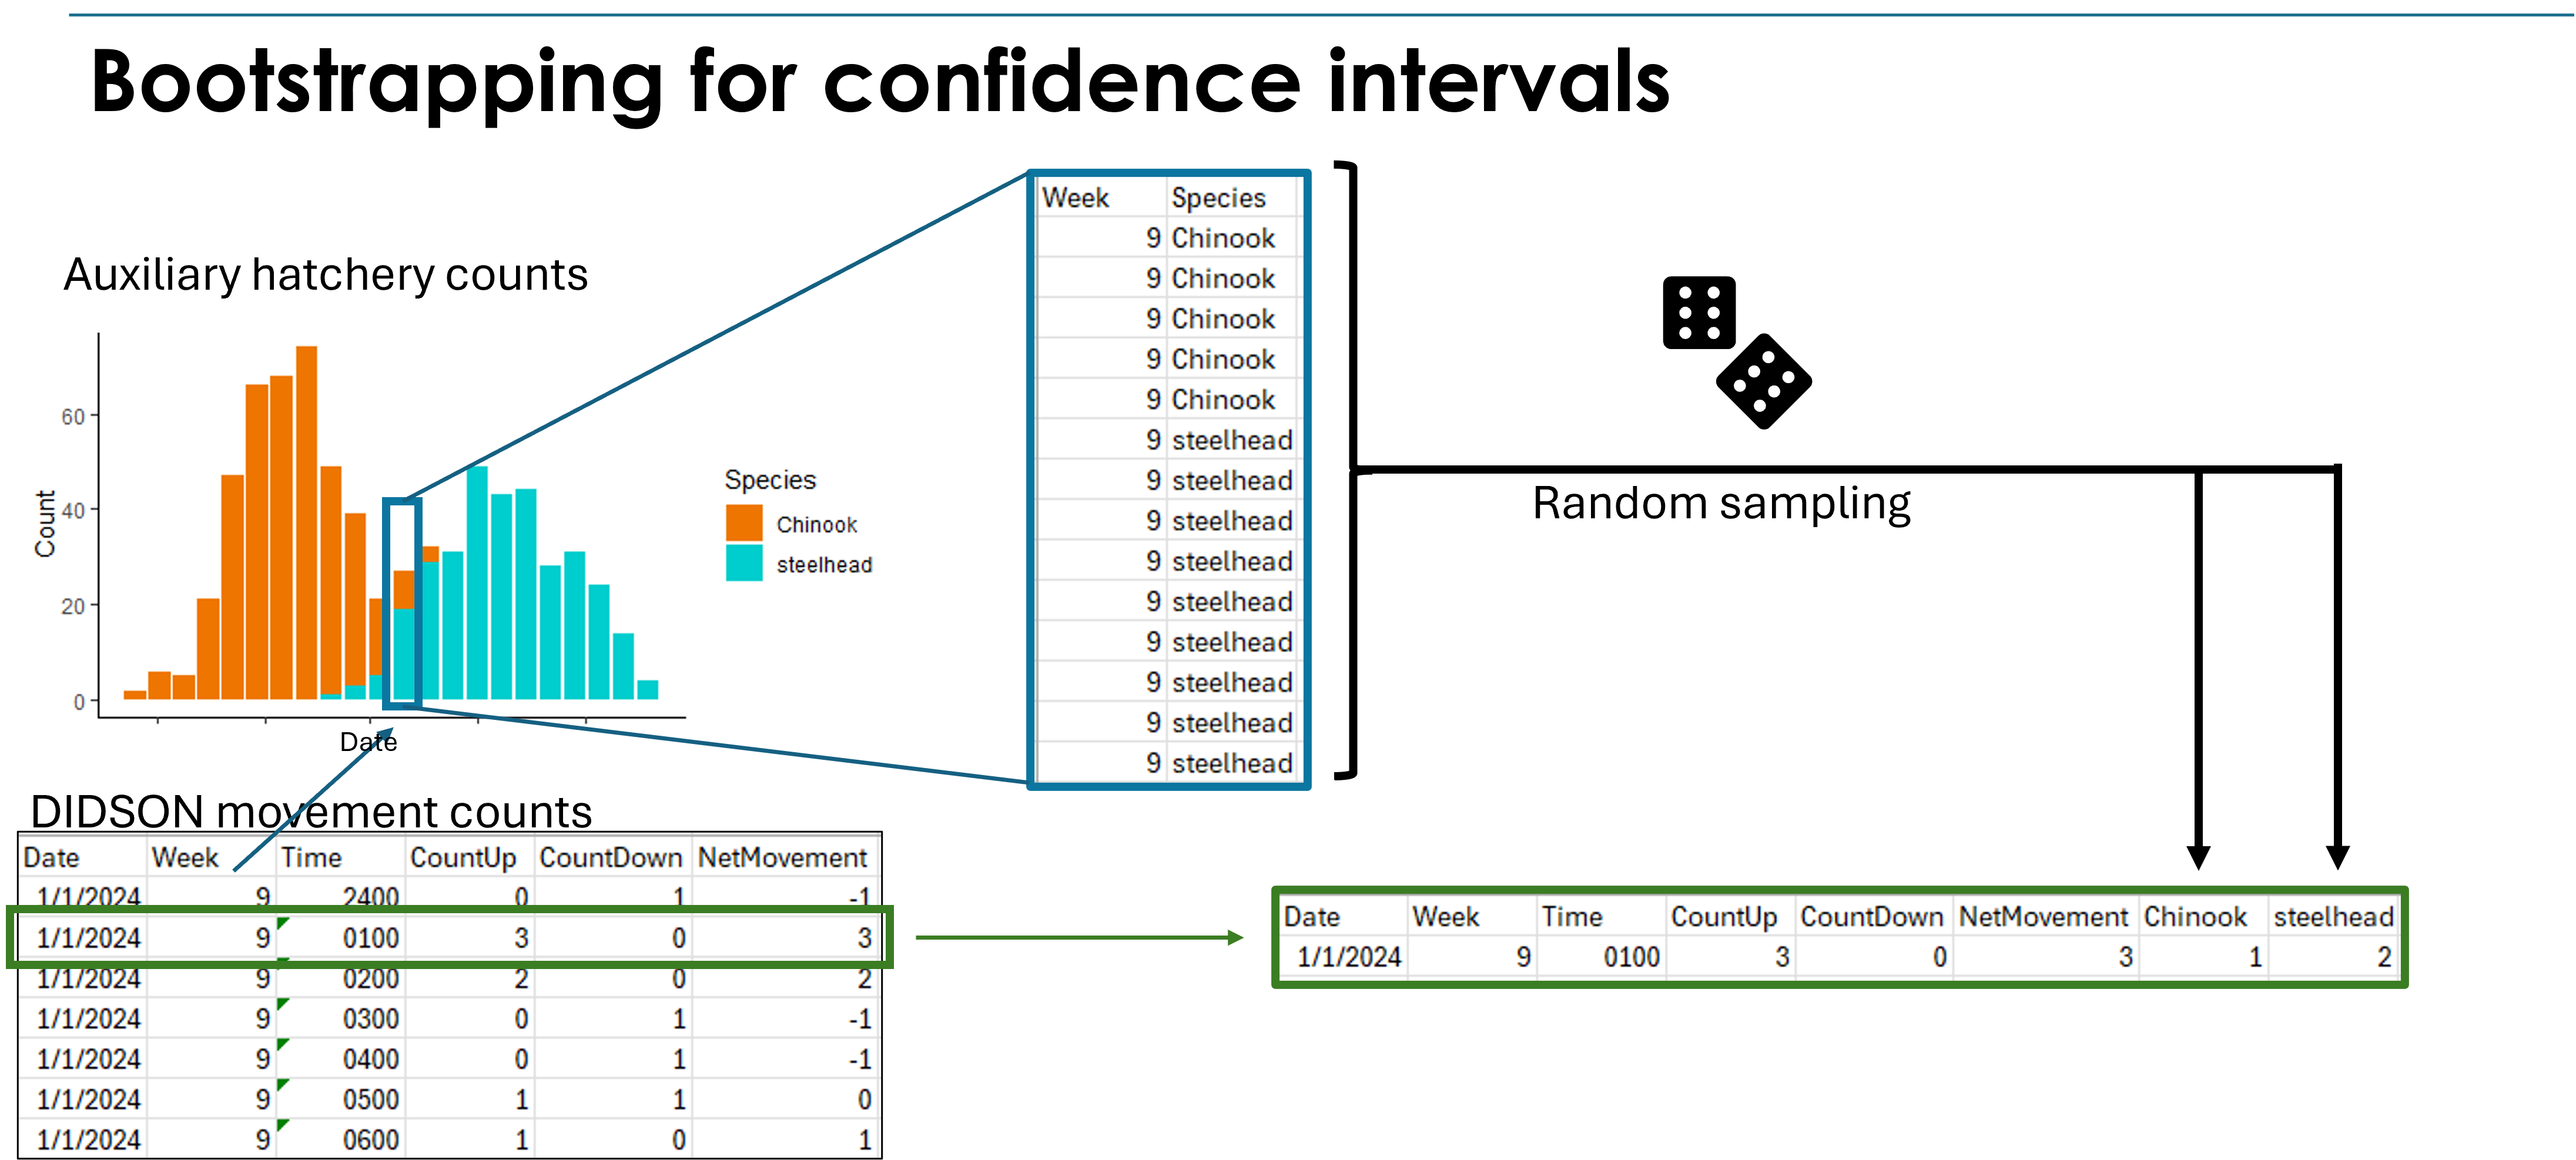 Bootstrapping for confidence intervals
Auxiliary hatchery counts
60
40
20
0
Count
Date
Species
Chinook
steelhead
Week Species
9 Chinook
9 Chinook
9 Chinook
9 Chinook
9 Chinook
9 steelhead
9 steelhead
9 steelhead
9 steelhead
9 steelhead
9 steelhead
9 steelhead
9 steelhead
9 steelhead
Random sampling
DIDSON movement counts
Date Week Time CountUp CountDown NetMovement
1/1/2024 9 2400 0 1 -1
1/1/2024 9 0100 3 0 3
1/1/2024 9 0200 2 0 2
1/1/2024 9 0300 0 1 -1
1/1/2024 9 0400 0 1 -1
1/1/2024 9 0500 1 1 0
1/1/2024 9 0600 1 0 1
Date Week Time CountUp CountDown NetMovement Chinook steelhead
1/1/2024 9 0100 3 0 3 1 2